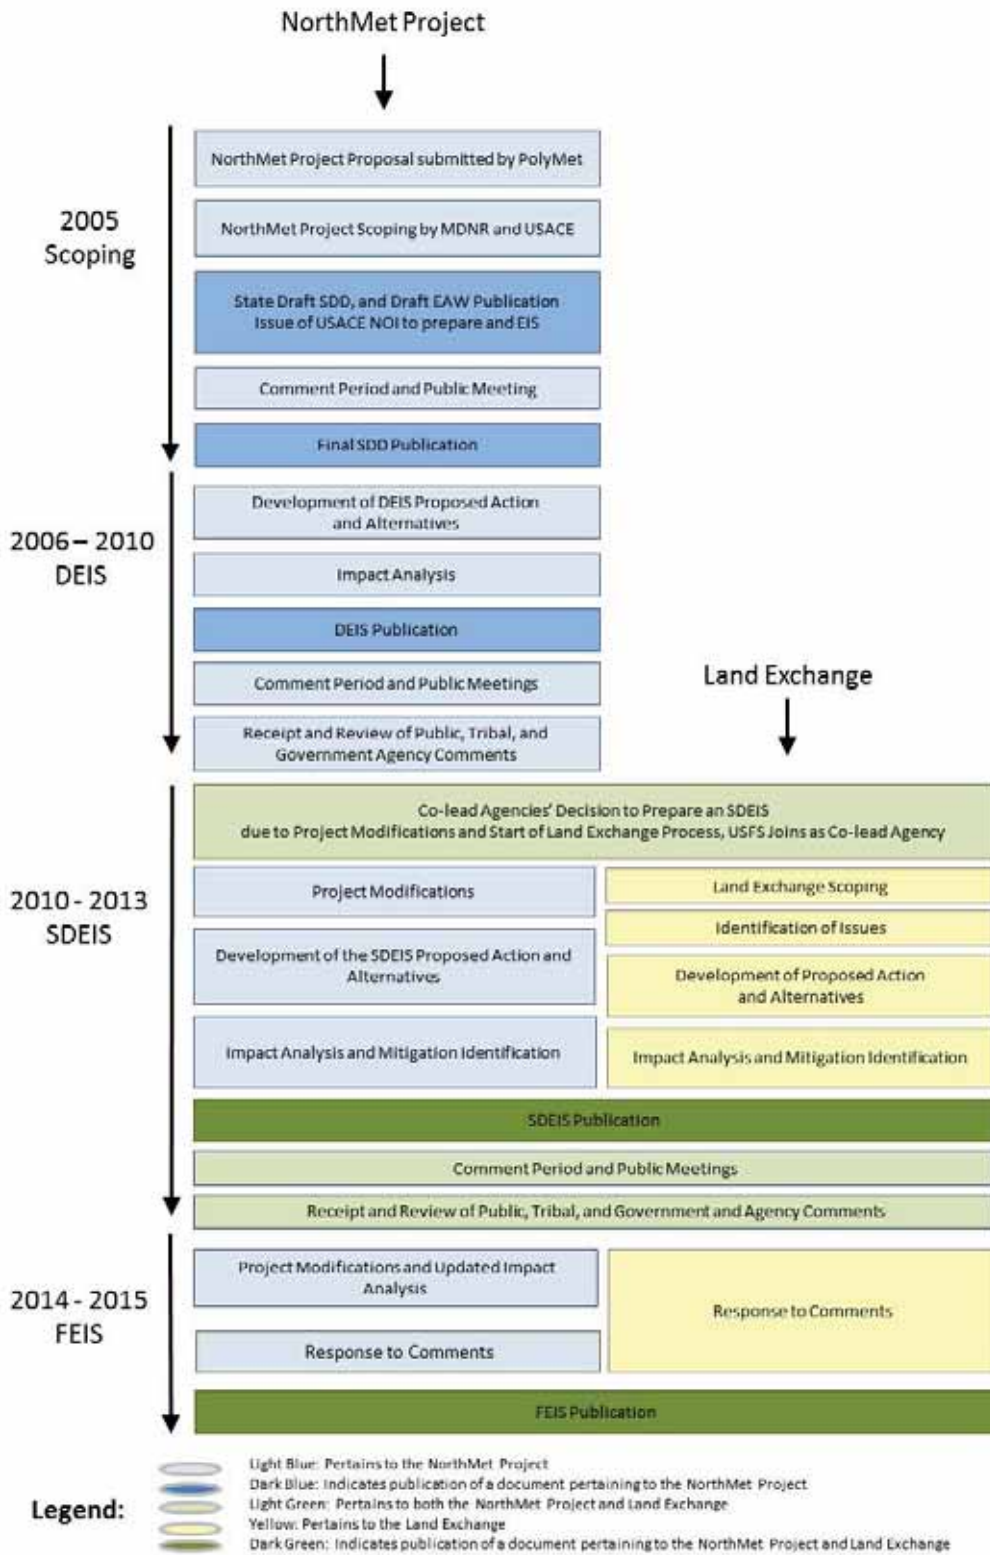 NorthMet Project
2005
Scoping
NorthMet Project Proposal submitted by PolyMet
NorthMet Project Scoping by MDNR and USACE
State Draft SDD, and Draft EAW Publication
Issue of USACE NOI to prepare and EIS
Comment Period and Public Meeting
Final SDD Publication
2006 – 2010
DEIS
Development of DEIS Proposed Action
and Alternatives
Impact Analysis
DEIS Publication
Comment Period and Public Meetings
Receipt and Review of Public, Tribal, and
Government Agency Comments
Land Exchange
2010 - 2013
SDEIS
Co-lead Agencies' Decision to Prepare an SDEIS
due to Project Modifications and Start of Land Exchange Process, USFS Joins as Co-lead Agency
Project Modifications
Development of the SDEIS Proposed Action and
Alternatives
Impact Analysis and Mitigation Identification
Land Exchange Scoping
Identification of Issues
Development of Proposed Action
and Alternatives
Impact Analysis and Mitigation Identification
SDEIS Publication
Comment Period and Public Meetings
Receipt and Review of Public, Tribal, and Government and Agency Comments
2014 - 2015
FEIS
Project Modifications and Updated Impact
Analysis
Response to Comments
Response to Comments
FEIS Publication
Legend:
Light Blue: Pertains to the NorthMet Project
Dark Blue: Indicates publication of a document pertaining to the NorthMet Project
Light Green: Pertains to both the NorthMet Project and Land Exchange
Yellow: Pertains to the Land Exchange
Dark Green: Indicates publication of a document pertaining to the NorthMet Project and Land Exchange